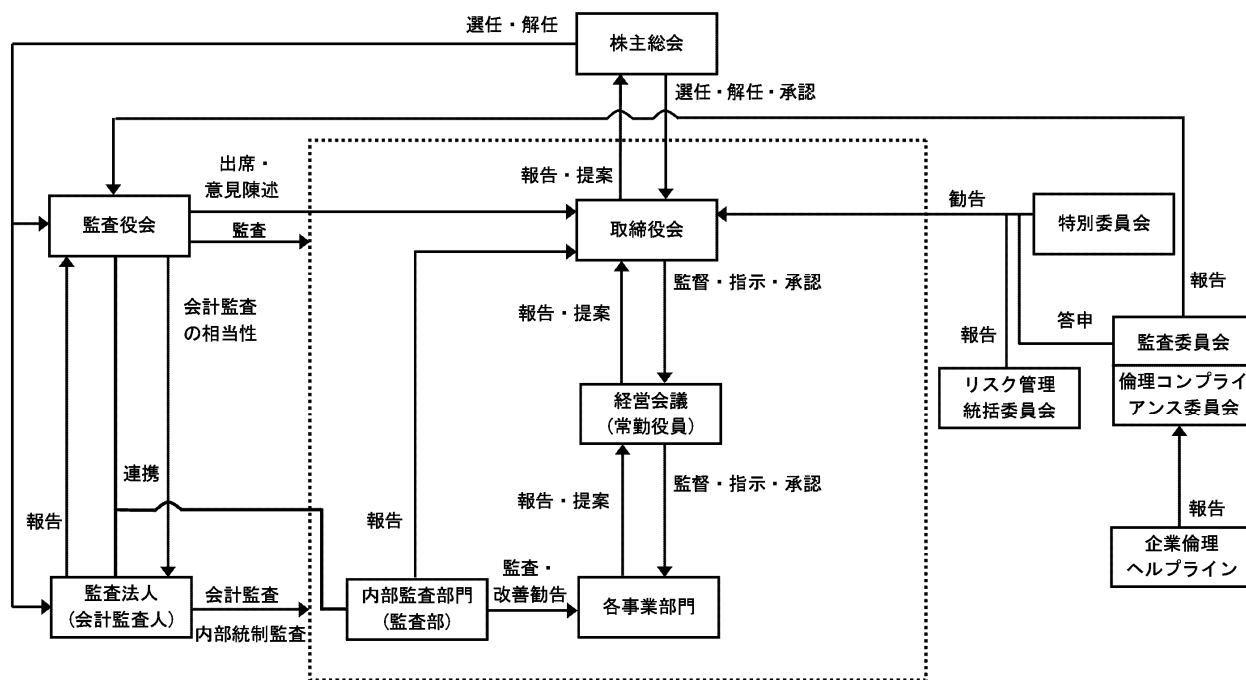 選任・解任
株主総会
選任・解任・承認
出席・
意見陳述
報告・提案
監査役会
監査
取締役会
勧告
特別委員会
会計監査
の相当性
報告・提案
監督・指示・承認
報告
答申
報告
監査委員会
リスク管理
統括委員会
倫理コンプライ
アンス委員会
経営会議
(常勤役員)
連携
報告・提案
監督・指示・承認
報告
報告
報告
企業倫理
ヘルプライン
監査法人
(会計監査人)
会計監査
内部統制監査
内部監査部門
(監査部)
監査・
改善勧告
各事業部門